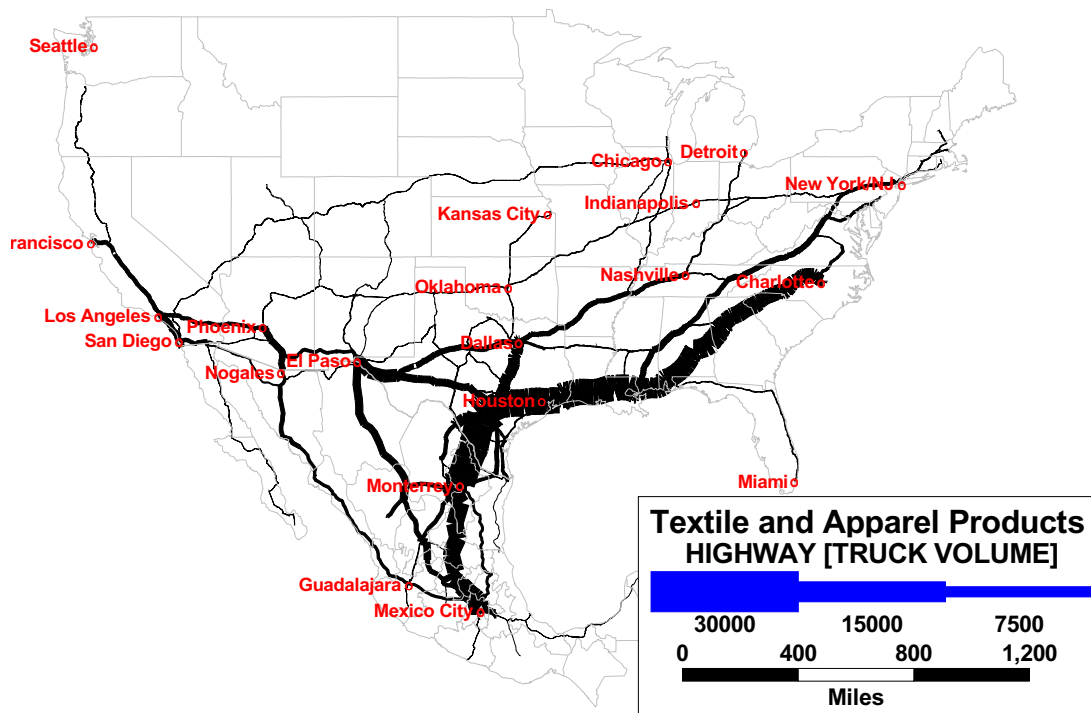 Seattle
Chicago
Detroit
New York/NJ
Indianapolis
Kansas City
rancisco
Nashville
Charlotte
Oklahoma
Los Angeles
Phoenix
San Diego
Dallas
El Paso
Nogales
Houston
Miami
Monterrey
Guadalajara
Mexico City
Textile and Apparel Products
HIGHWAY [TRUCK VOLUME]
30000 15000 7500
0 400 800 1,200
Miles